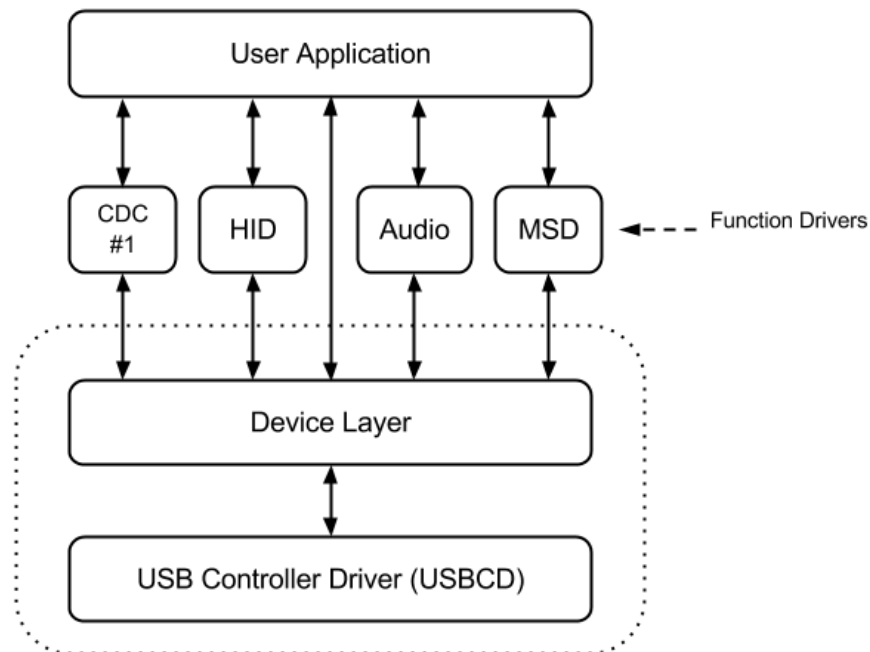 User Application
CDC
#1
HID
Audio
MSD
Function Drivers
Device Layer
USB Controller Driver (USBCD)